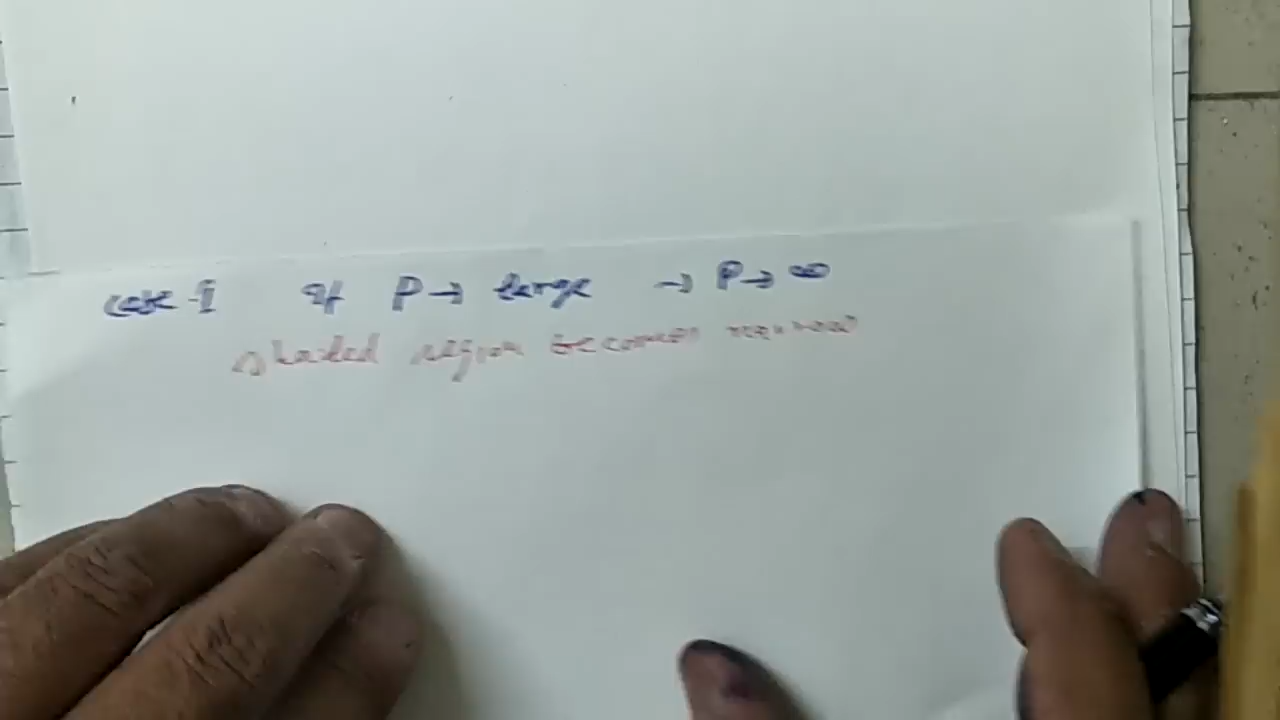 case-I if P→ large → P→ ∞
shaded region becomes narrow